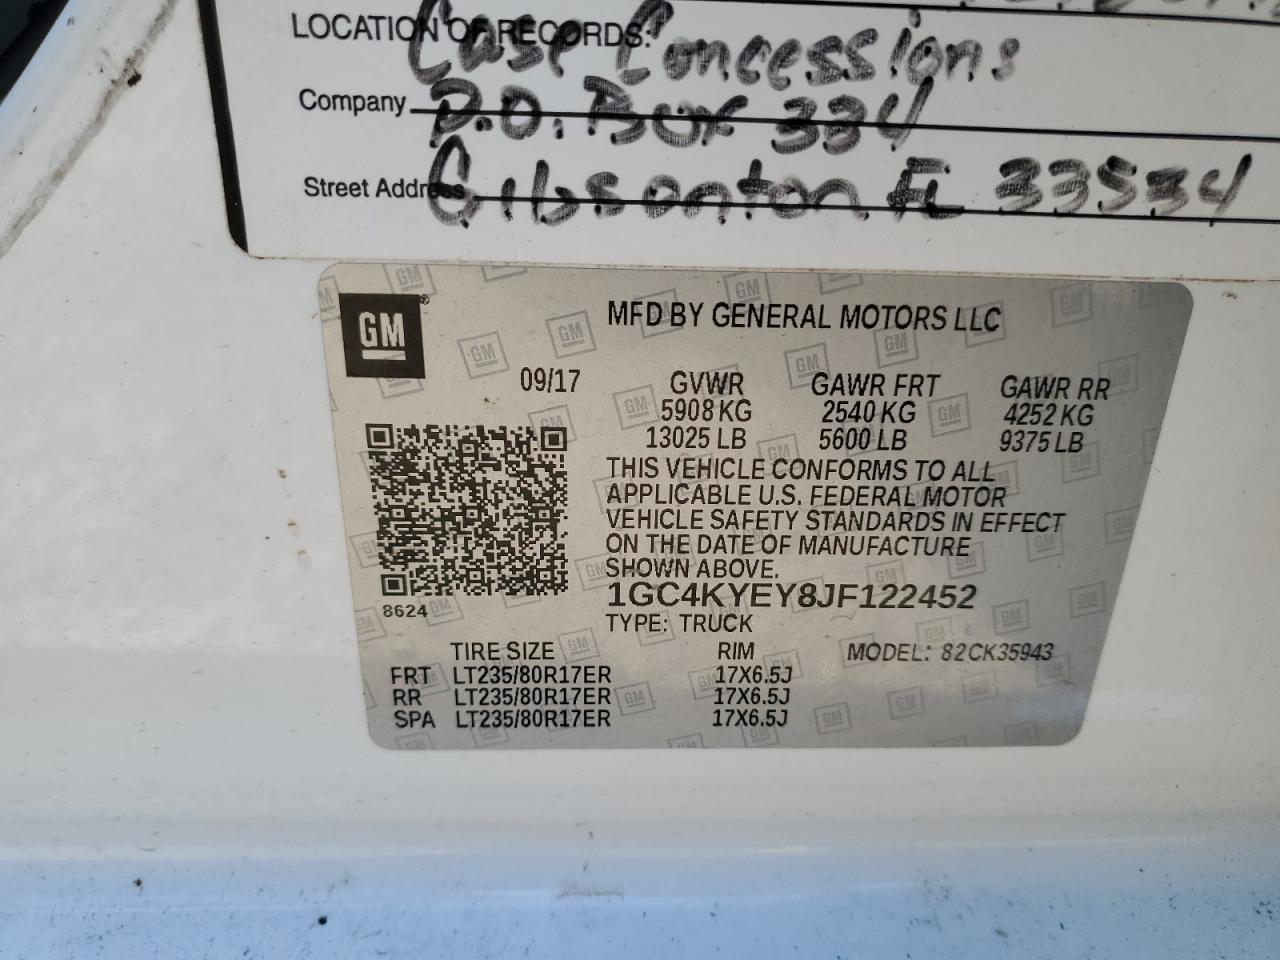 LOCATION OF RECORDS:
Case Concessions
Company P.O. Box 334
Street Address Gibsonton FL 33534
GM
MFD BY GENERAL MOTORS LLC
09/17 GVWR GAWR FRT GAWR RR
5908 KG 2540 KG 4252 KG
13025 LB 5600 LB 9375 LB
THIS VEHICLE CONFORMS TO ALL
APPLICABLE U.S. FEDERAL MOTOR
VEHICLE SAFETY STANDARDS IN EFFECT
ON THE DATE OF MANUFACTURE
SHOWN ABOVE.
8624
1GC4KYEY8JF122452
TYPE: TRUCK
TIRE SIZE RIM MODEL: 82CK35943
FRT LT235/80R17ER 17X6.5J
RR LT235/80R17ER 17X6.5J
SPA LT235/80R17ER 17X6.5J